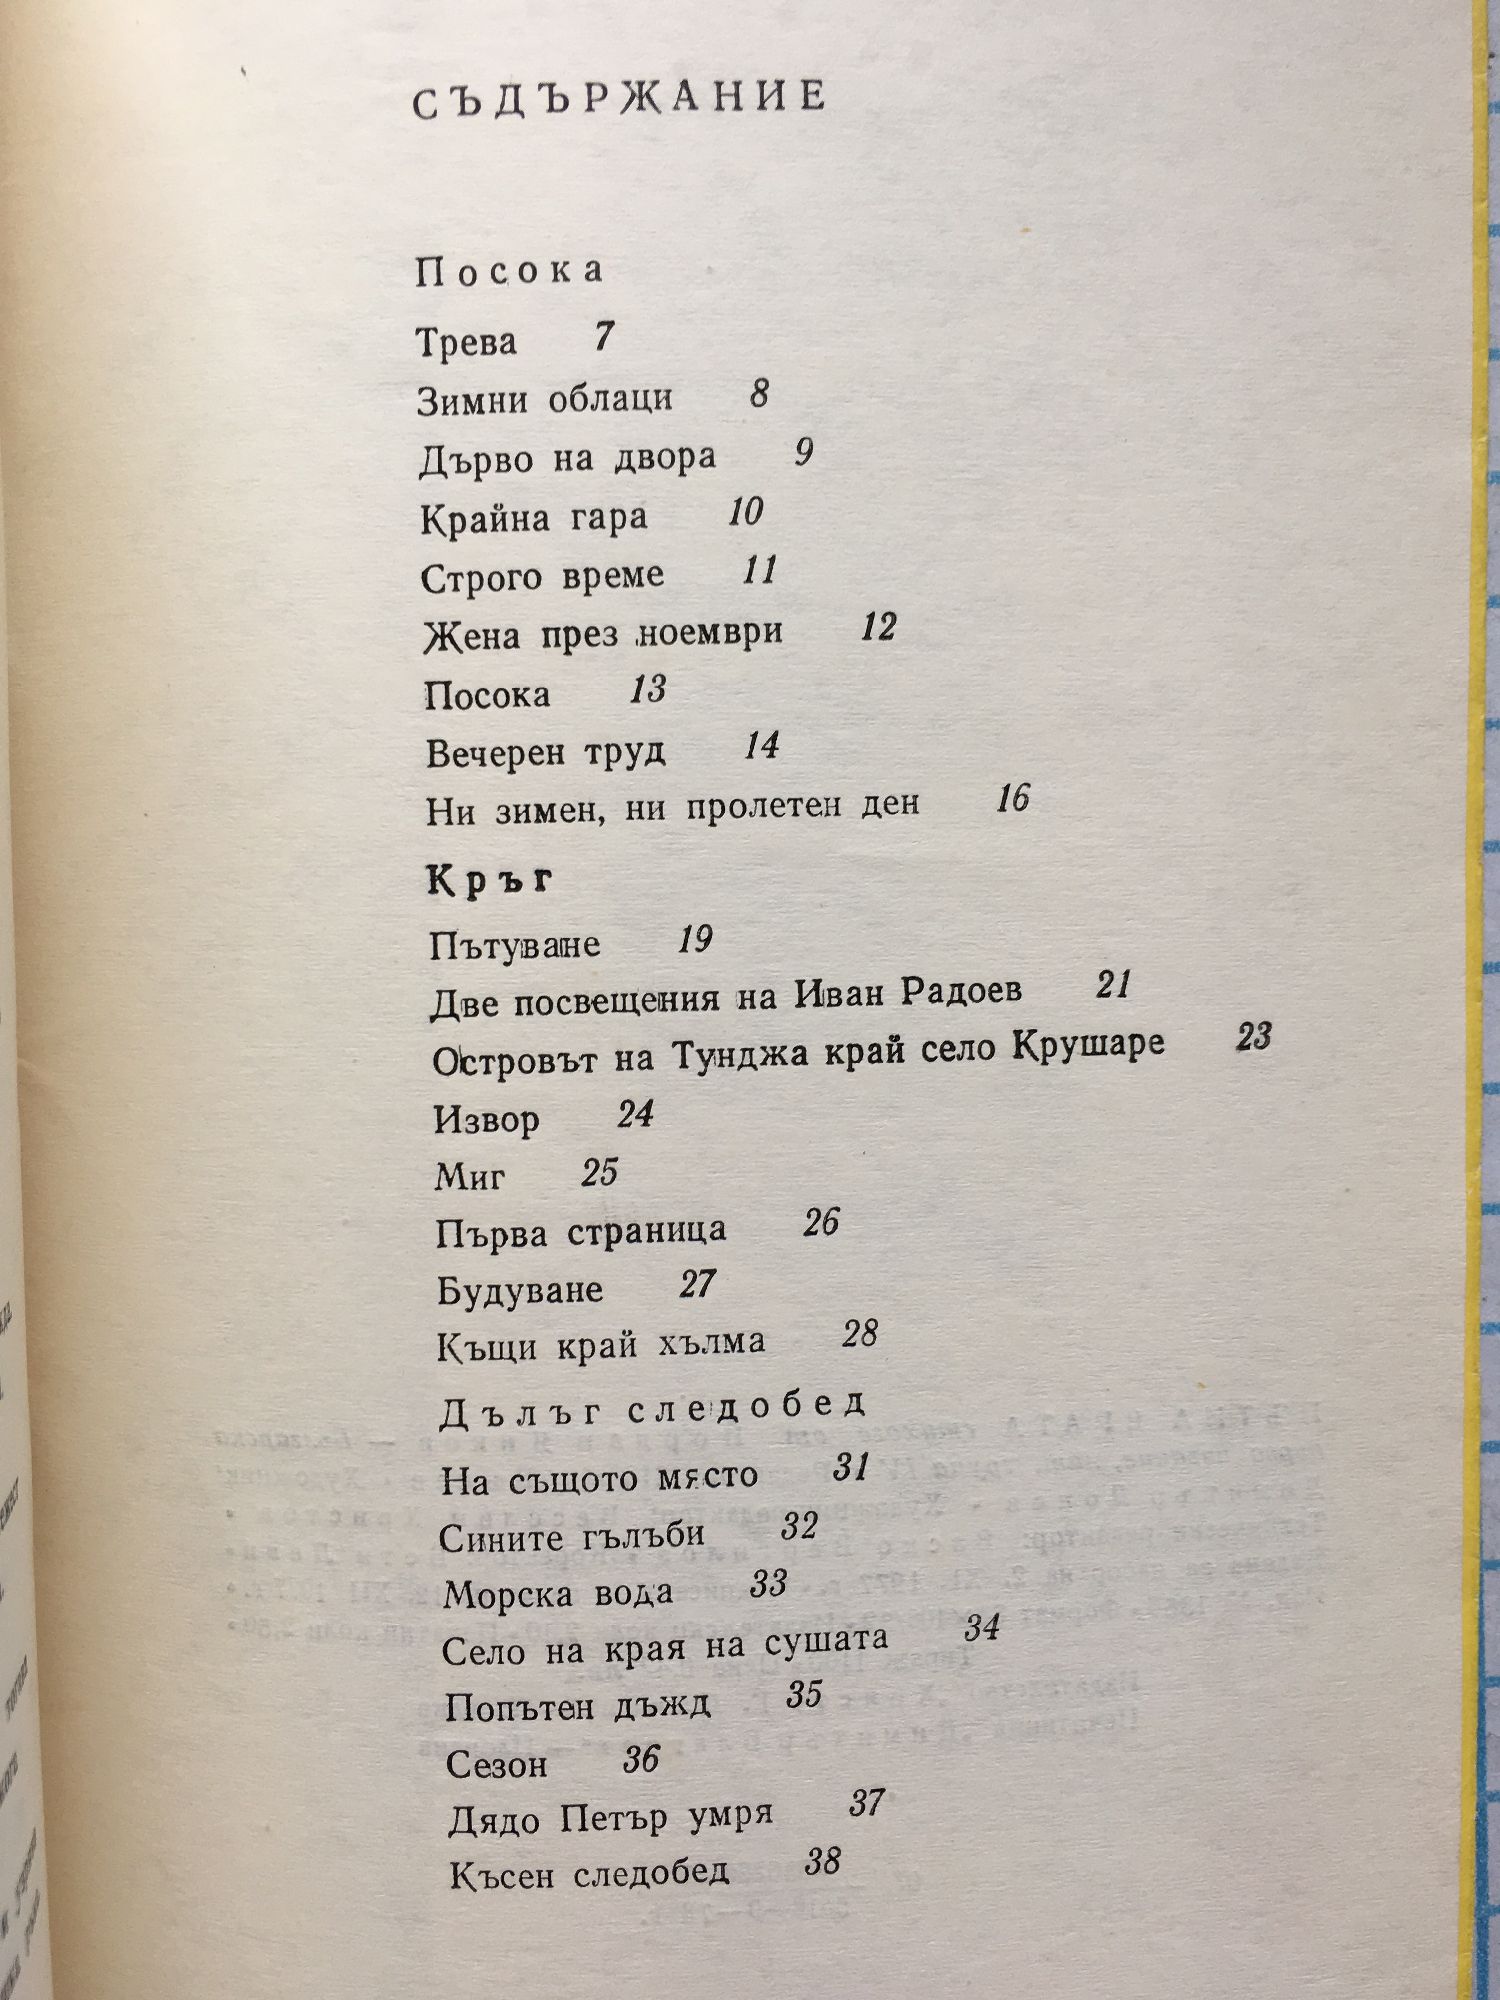 СЪДЪРЖАНИЕ
Посока
Трева 7
Зимни облаци 8
Дърво на двора 9
Крайна гара 10
Строго време 11
Жена през ноември 12
Посока 13
Вечерен труд 14
Ни зимен, ни пролетен ден 16
Кръг
Пътуване 19
Две посвещения на Иван Радоев 21
Островът на Тунджа край село Крушаре 23
Извор 24
Миг 25
Първа страница 26
Будуване 27
Къщи край хълма 28
Дълъг следобед
На същото място 31
Сините гълъби 32
Морска вода 33
Село на края на сушата 34
Попътен дъжд 35
Сезон 36
Дядо Петър умря 37
Късен следобед 38